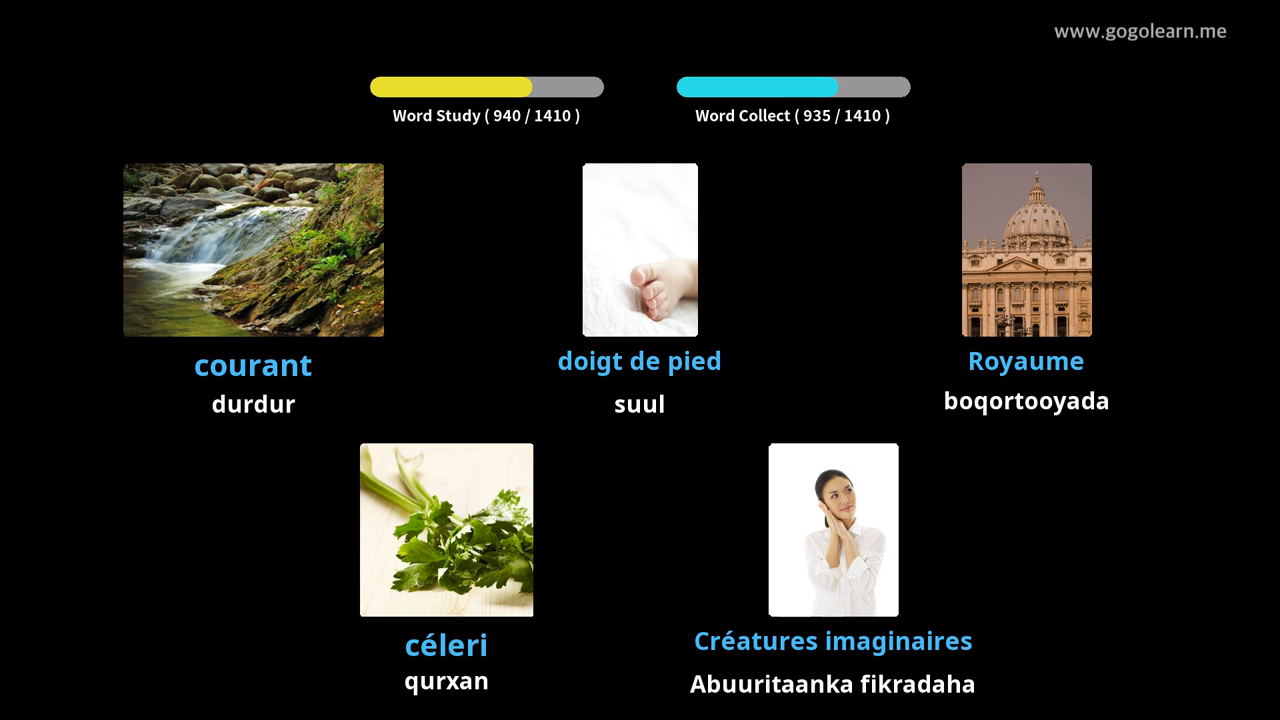 www.gogolearn.me
Word Study ( 940 / 1410 )
Word Collect ( 935 / 1410 )
courant
durdur
doigt de pied
suul
Royaume
boqortooyada
céleri
qurxan
Créatures imaginaires
Abuuritaanka fikradaha